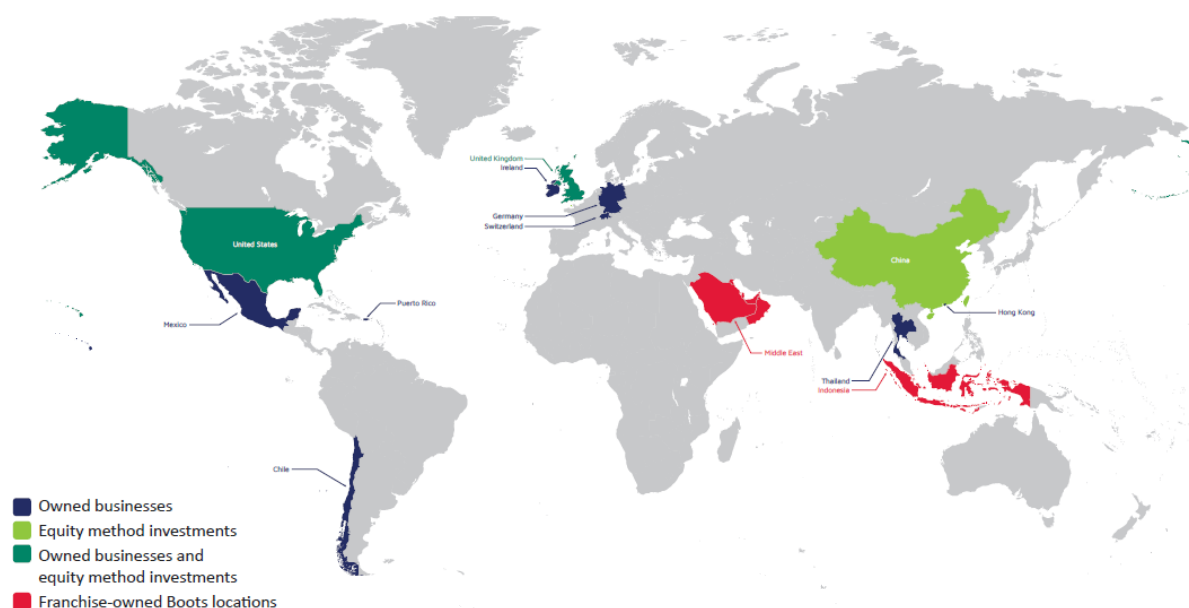 United Kingdom
Ireland
Germany
Switzerland
United States
China
Puerto Rico
Mexico
Hong Kong
Middle East
Thailand
Indonesia
Chile
Owned businesses
Equity method investments
Owned businesses and
equity method investments
Franchise-owned Boots locations